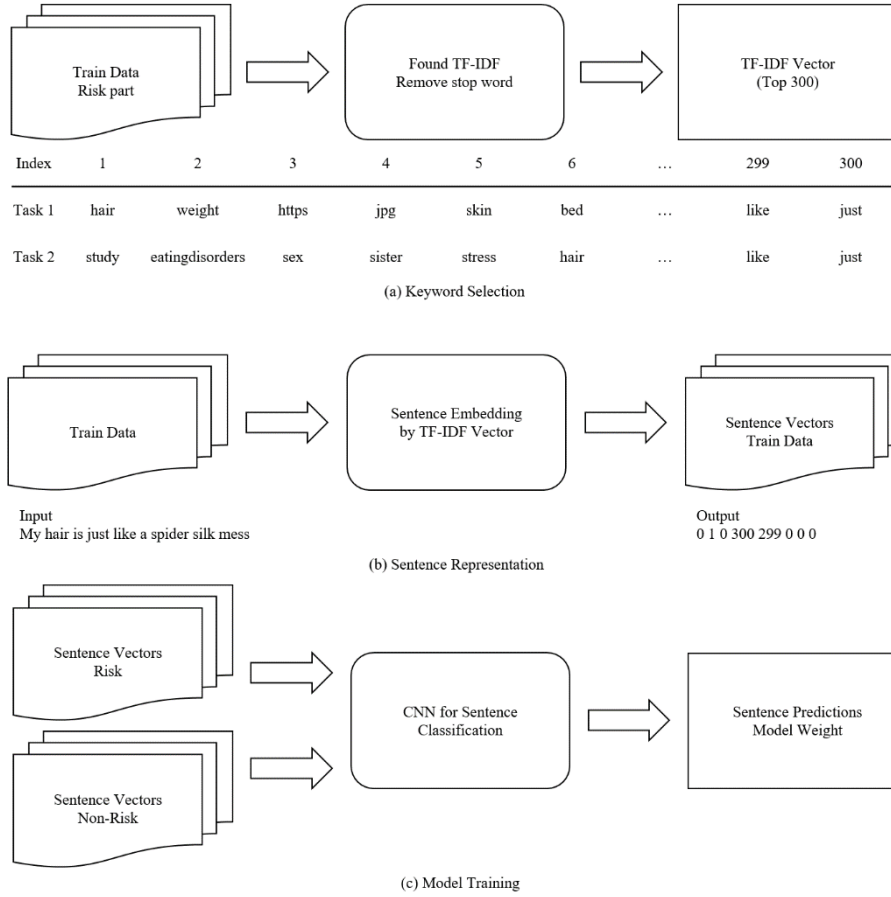 Train Data
Risk part
Found TF-IDF
Remove stop word
TF-IDF Vector
(Top 300)
Index 1 2 3 4 5 6 ... 299 300
Task 1 hair weight https jpg skin bed ... like just
Task 2 study eatingdisorders sex sister stress hair ... like just
(a) Keyword Selection
Train Data
Sentence Embedding
by TF-IDF Vector
Sentence Vectors
Train Data
Input
My hair is just like a spider silk mess
Output
0 1 0 300 299 0 0 0
(b) Sentence Representation
Sentence Vectors
Risk
CNN for Sentence
Classification
Sentence Predictions
Model Weight
Sentence Vectors
Non-Risk
(c) Model Training